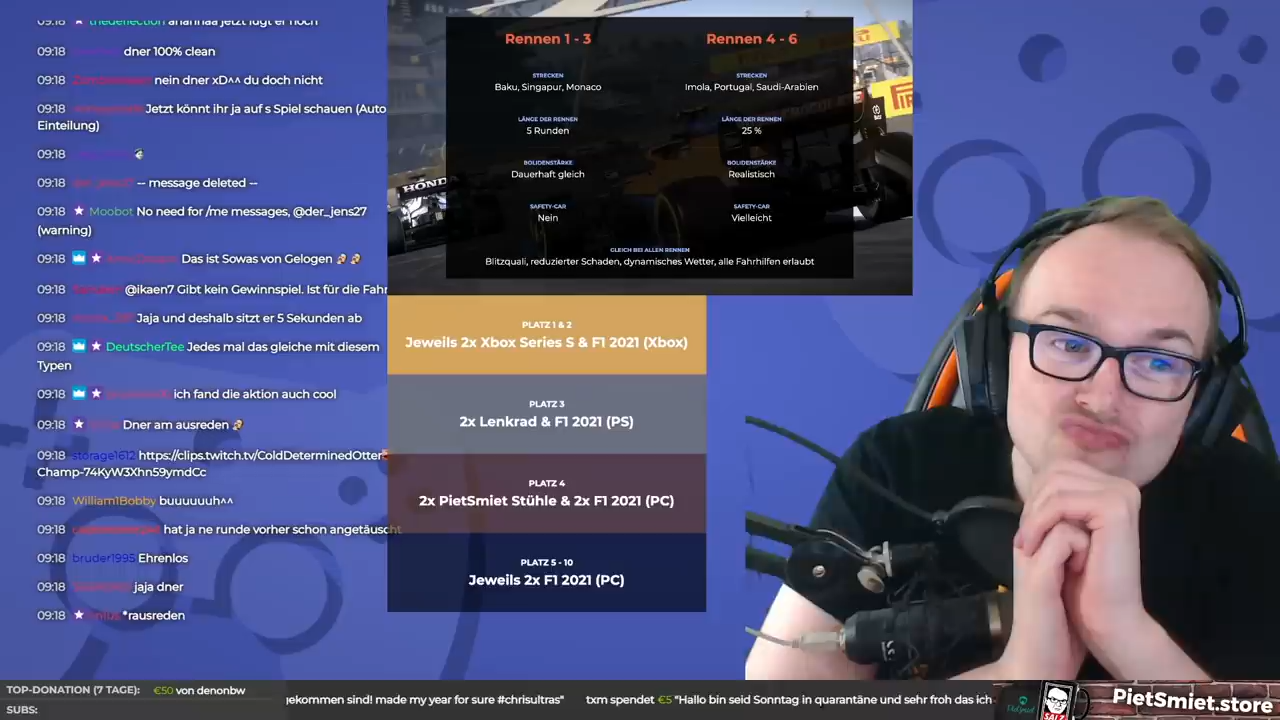 thedeflection ahahhaa jetzt lügt er noch
09:18 dner 100% clean
09:18 nein dner xD^^ du doch nicht
09:18 Jetzt könnt ihr ja auf s Spiel schauen (Auto
Einteilung)
09:18
09:18 -- message deleted --
09:18 Moobot No need for /me messages, @der_jens27
(warning)
09:18 Das ist Sowas von Gelogen
09:18 @ikaen7 Gibt kein Gewinnspiel. Ist für die Fahr
09:18 Jaja und deshalb sitzt er 5 Sekunden ab
09:18 DeutscherTee Jedes mal das gleiche mit diesem
Typen
09:18 ich fand die aktion auch cool
09:18 Dner am ausreden
09:18 storage1612 https://clips.twitch.tv/ColdDeterminedOtter
Champ-74KyW3Xhn59ymdCc
09:18 William1Bobby buuuuuuh^^
09:18 hat ja ne runde vorher schon angetäuscht
09:18 bruder1995 Ehrenlos
09:18 jaja dner
09:18 *rausreden
Rennen 1 - 3
STRECKEN
Baku, Singapur, Monaco
LÄNGE DER RENNEN
5 Runden
BOLIDENSTÄRKE
Dauerhaft gleich
SAFETY-CAR
Nein
Rennen 4 - 6
STRECKEN
Imola, Portugal, Saudi-Arabien
LÄNGE DER RENNEN
25 %
BOLIDENSTÄRKE
Realistisch
SAFETY-CAR
Vielleicht
GLEICH BEI ALLEN RENNEN
Blitzquali, reduzierter Schaden, dynamisches Wetter, alle Fahrhilfen erlaubt
HOND
PIRE
PLATZ 1 & 2
Jeweils 2x Xbox Series S & F1 2021 (Xbox)
PLATZ 3
2x Lenkrad & F1 2021 (PS)
PLATZ 4
2x PietSmiet Stühle & 2x F1 2021 (PC)
PLATZ 5 - 10
Jeweils 2x F1 2021 (PC)
TOP-DONATION (7 TAGE): €50 von denonbw
SUBS:
gekommen sind! made my year for sure #chrisultras" txm spendet €5 "Hallo bin seid Sonntag in quarantäne und sehr froh das ich
SALZ
PietSmiet.store